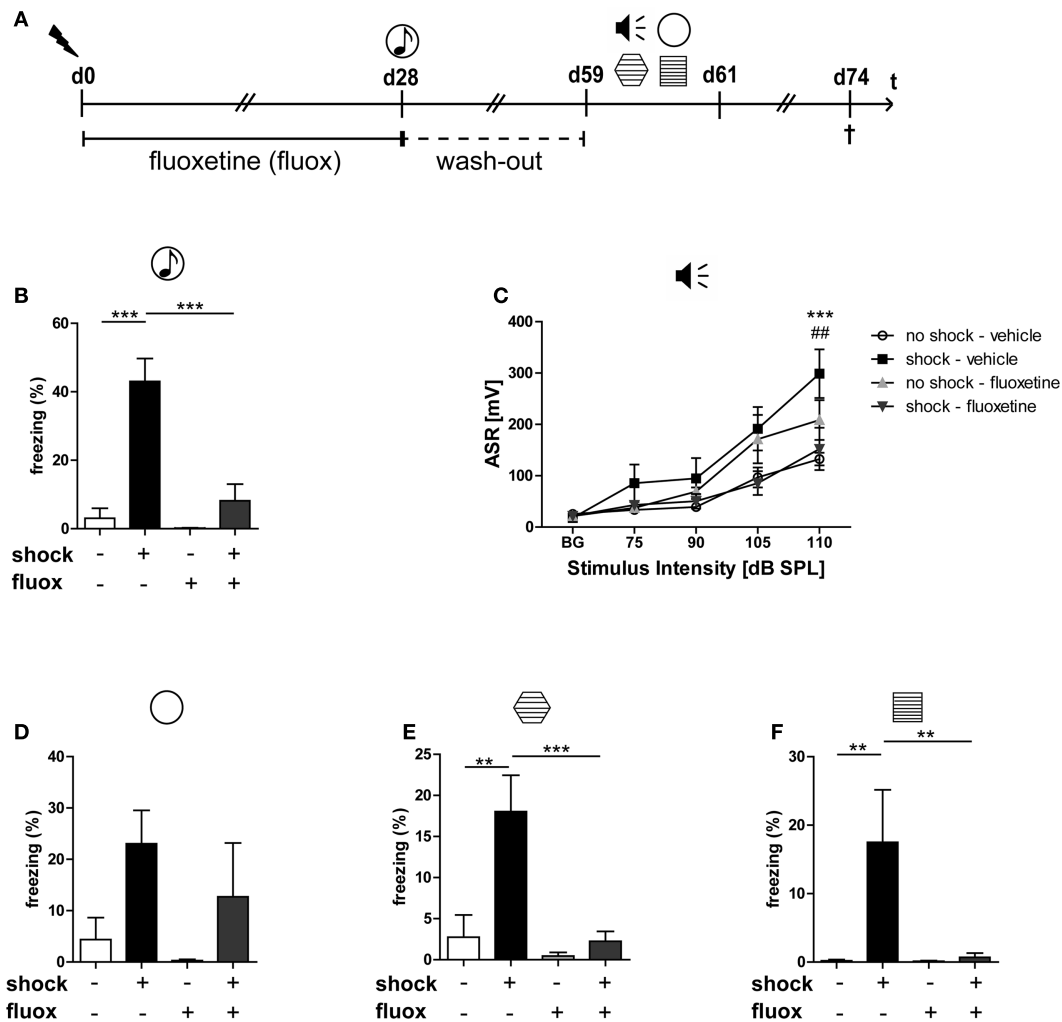 A
d0 d28 d59 d61 d74 t
†
fluoxetine (fluox) wash-out
B
*** ***
60
40
20
0
freezing (%)
shock - + - +
fluox - - + +
C
400
300
200
100
0
ASR [mV]
***
##
BG 75 90 105 110
Stimulus Intensity [dB SPL]
no shock - vehicle
shock - vehicle
no shock - fluoxetine
shock - fluoxetine
D
40
30
20
10
0
freezing (%)
shock - + - +
fluox - - + +
E
** ***
25
20
15
10
5
0
freezing (%)
shock - + - +
fluox - - + +
F
** **
30
20
10
0
freezing (%)
shock - + - +
fluox - - + +